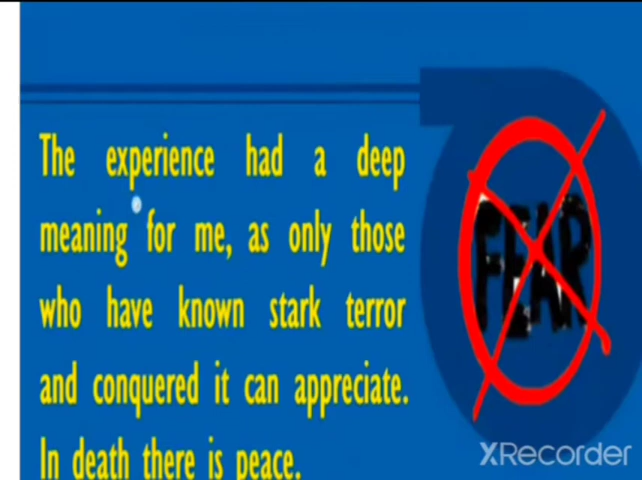 The experience had a deep
meaning for me, as only those
who have known stark terror
and conquered it can appreciate.
In death there is peace.
FEAR
XRecorder